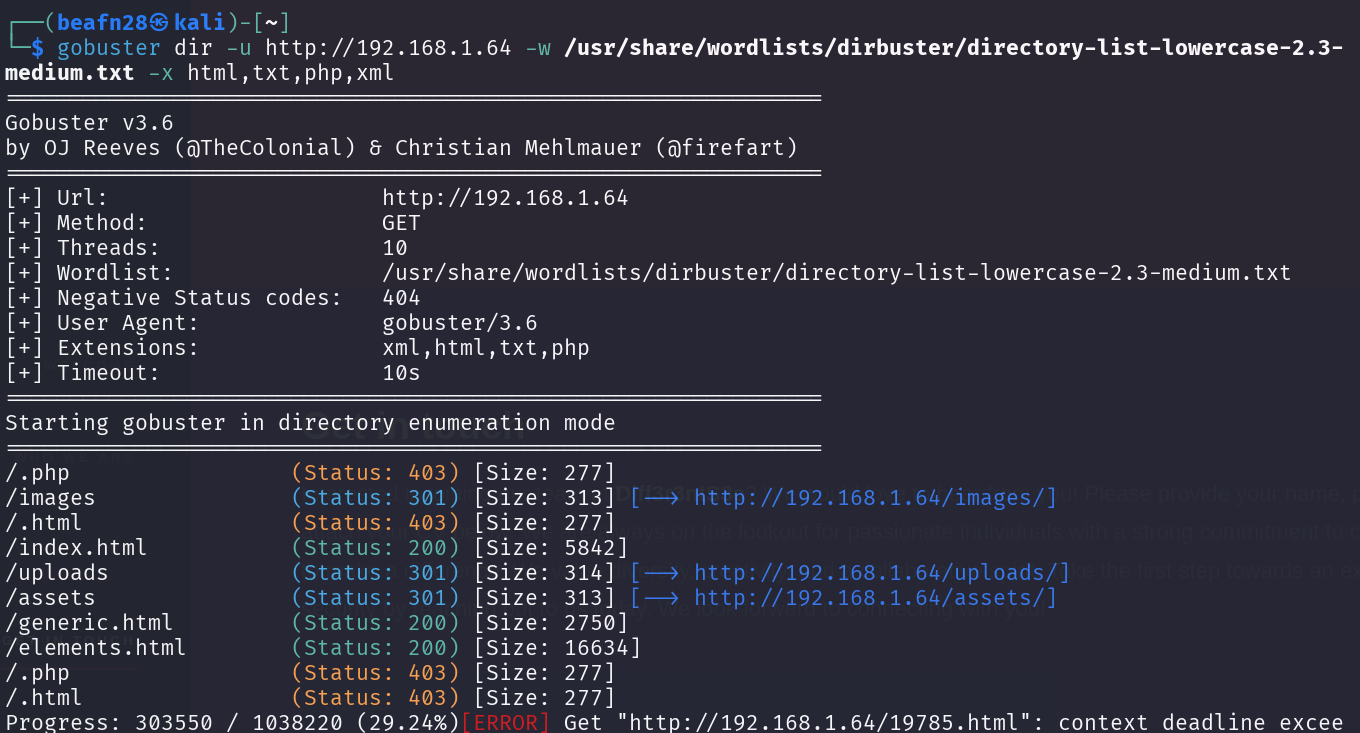 ┌──(beafn28㉿kali)-[~]
└─$ gobuster dir -u http://192.168.1.64 -w /usr/share/wordlists/dirbuster/directory-list-lowercase-2.3-
medium.txt -x html,txt,php,xml
===============================================================
Gobuster v3.6
by OJ Reeves (@TheColonial) & Christian Mehlmauer (@firefart)
===============================================================
[+] Url:                     http://192.168.1.64
[+] Method:                  GET
[+] Threads:                 10
[+] Wordlist:                /usr/share/wordlists/dirbuster/directory-list-lowercase-2.3-medium.txt
[+] Negative Status codes:   404
[+] User Agent:              gobuster/3.6
[+] Extensions:              xml,html,txt,php
[+] Timeout:                 10s
===============================================================
Starting gobuster in directory enumeration mode
===============================================================
/.php                 (Status: 403) [Size: 277]
/images               (Status: 301) [Size: 313] [--> http://192.168.1.64/images/]
/.html                (Status: 403) [Size: 277]
/index.html           (Status: 200) [Size: 5842]
/uploads              (Status: 301) [Size: 314] [--> http://192.168.1.64/uploads/]
/assets               (Status: 301) [Size: 313] [--> http://192.168.1.64/assets/]
/generic.html         (Status: 200) [Size: 2750]
/elements.html        (Status: 200) [Size: 16634]
/.php                 (Status: 403) [Size: 277]
/.html                (Status: 403) [Size: 277]
Progress: 303550 / 1038220 (29.24%)[ERROR] Get "http://192.168.1.64/19785.html": context deadline excee